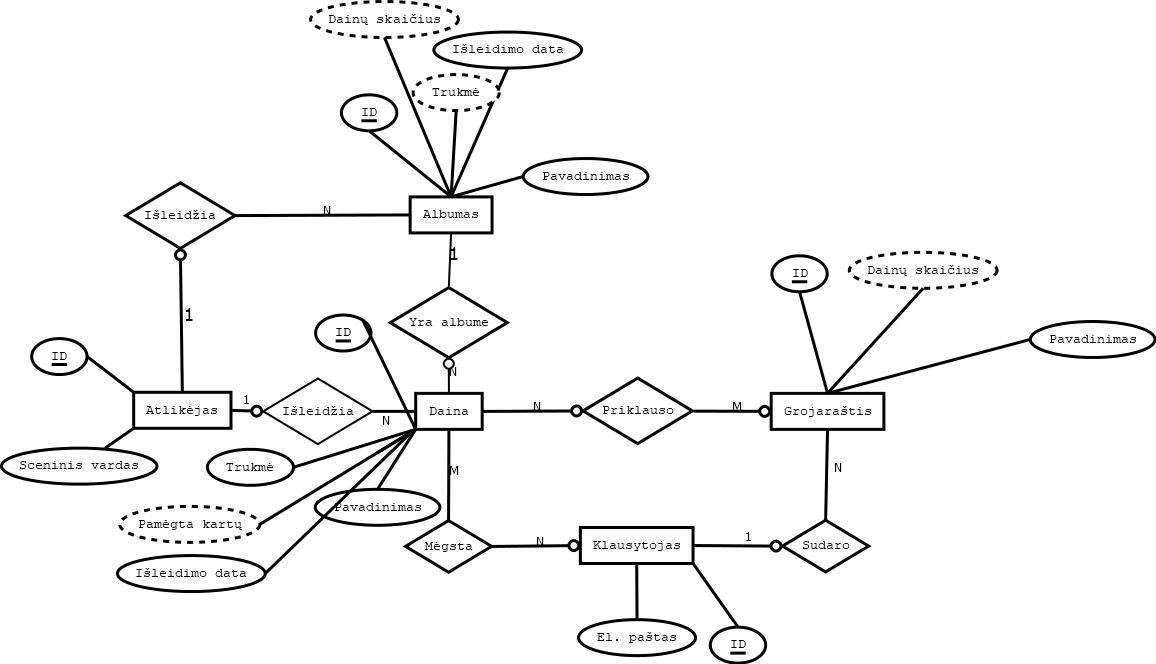 Dainų skaičius
Išleidimo data
Trukmė
ID
Pavadinimas
Išleidžia
N
Albumas
1
ID
Dainų skaičius
1
Yra albume
ID
Pavadinimas
ID
N
Atlikėjas
1
Išleidžia
N
Daina
N
Priklauso
M
Grojaraštis
Sceninis vardas
Trukmė
M
N
Pavadinimas
Pamėgta kartų
Mėgsta
N
Klausytojas
1
Sudaro
Išleidimo data
El. paštas
ID